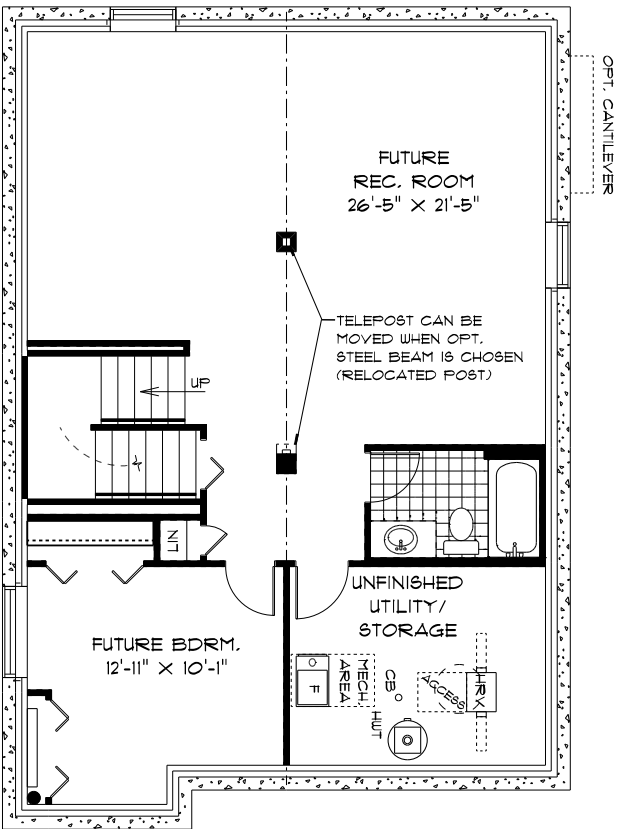 OPT. CANTILEVER
FUTURE
REC. ROOM
26'-5" X 21'-5"
TELEPOST CAN BE
MOVED WHEN OPT.
STEEL BEAM IS CHOSEN
(RELOCATED POST)
UP
LIN
UNFINISHED
UTILITY/
STORAGE
FUTURE BDRM.
12'-11" X 10'-1"
F
MECH.
AREA
CB
ACCESS
HRV
HWT